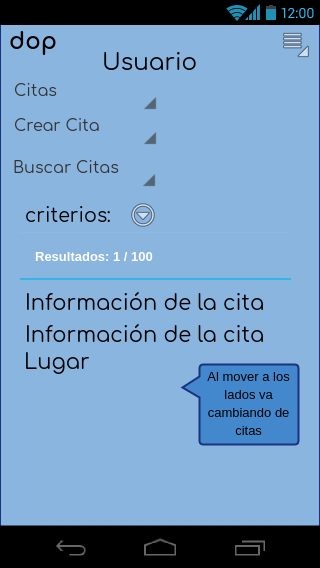 12:00
dop
Usuario
Citas
Crear Cita
Buscar Citas
criterios:
Resultados: 1 / 100
Información de la cita
Información de la cita
Lugar
Al mover a los
lados va
cambiando de
citas